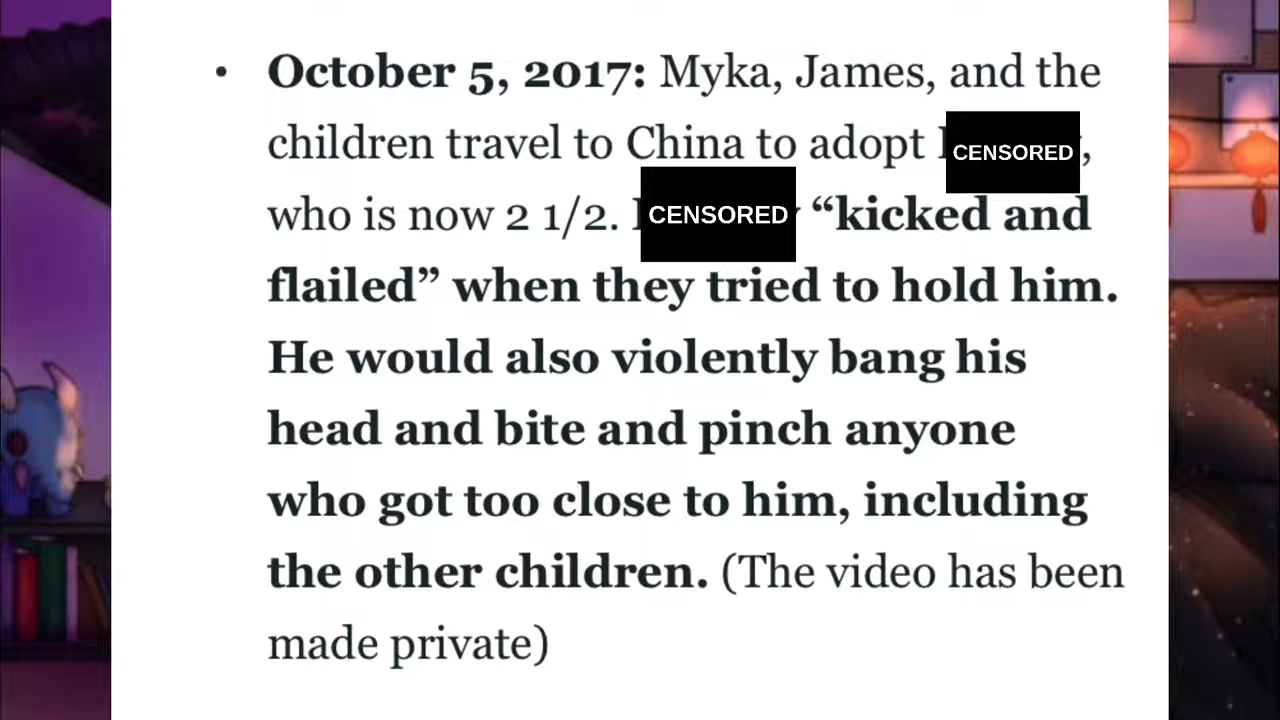 • October 5, 2017: Myka, James, and the
children travel to China to adopt CENSORED,
who is now 2 1/2. CENSORED “kicked and
flailed” when they tried to hold him.
He would also violently bang his
head and bite and pinch anyone
who got too close to him, including
the other children. (The video has been
made private)